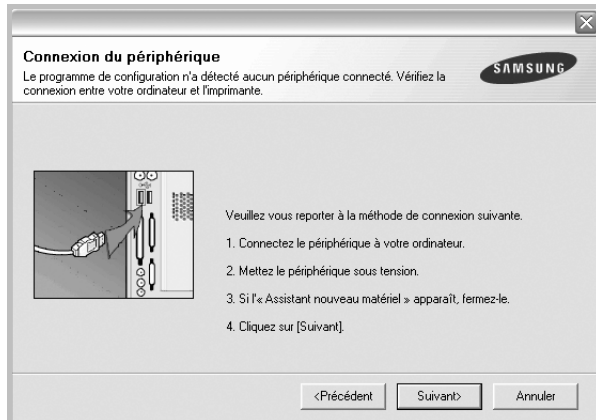 Connexion du périphérique
Le programme de configuration n'a détecté aucun périphérique connecté. Vérifiez la
connexion entre votre ordinateur et l'imprimante.
SAMSUNG
Veuillez vous reporter à la méthode de connexion suivante.
1. Connectez le périphérique à votre ordinateur.
2. Mettez le périphérique sous tension.
3. Si l'« Assistant nouveau matériel » apparaît, fermez-le.
4. Cliquez sur [Suivant].
<Précédent
Suivant>
Annuler